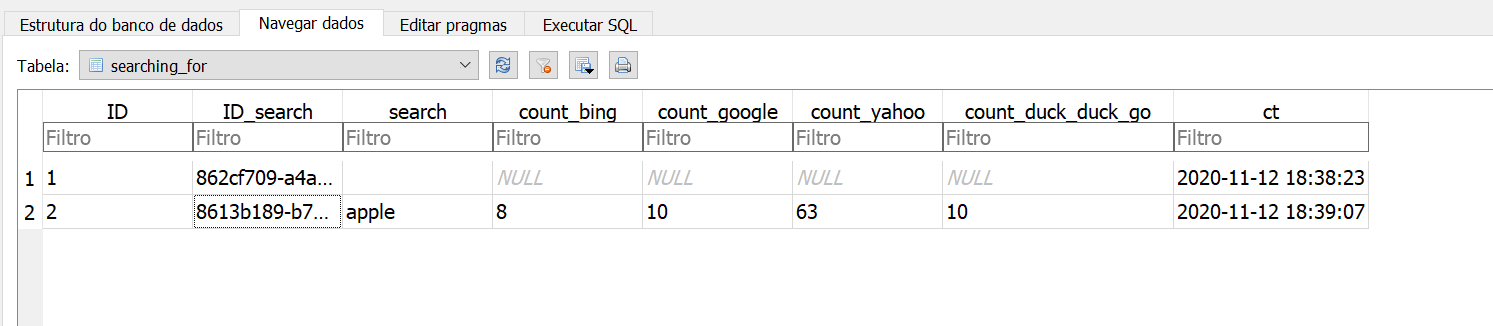 Estrutura do banco de dados Navegar dados Editar pragmas Executar SQL
Tabela: searching_for
ID ID_search search count_bing count_google count_yahoo count_duck_duck_go ct
Filtro Filtro Filtro Filtro Filtro Filtro Filtro Filtro
1 1 862cf709-a4a... NULL NULL NULL NULL 2020-11-12 18:38:23
2 2 8613b189-b7... apple 8 10 63 10 2020-11-12 18:39:07